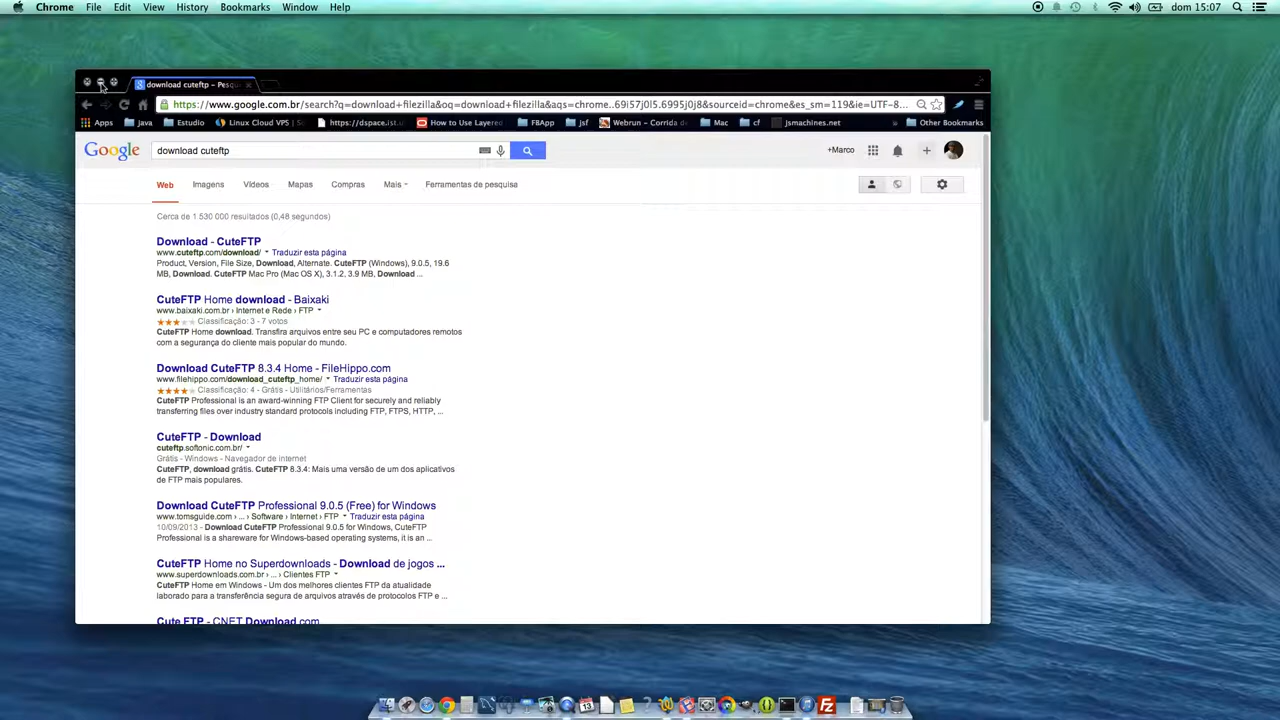 Chrome File Edit View History Bookmarks Window Help dom 15:07
download cuteftp – Pesqu
https://www.google.com.br/search?q=download+filezilla&oq=download+filezilla&aqs=chrome..69i57j0l5.6995j0j8&sourceid=chrome&es_sm=119&ie=UTF-8...
Apps Java Estudio Linux Cloud VPS | S https://dspace.ist.u How to Use Layered FBApp jsf Webrun - Corrida de Mac cf jsmachines.net » Other Bookmarks
Google download cuteftp +Marco
Web Imagens Vídeos Mapas Compras Mais Ferramentas de pesquisa
Cerca de 1.530.000 resultados (0,48 segundos)
Download - CuteFTP
www.cuteftp.com/download/ Traduzir esta página
Product, Version, File Size, Download, Alternate. CuteFTP (Windows), 9.0.5, 19.6
MB, Download. CuteFTP Mac Pro (Mac OS X), 3.1.2, 3.9 MB, Download ...
CuteFTP Home download - Baixaki
www.baixaki.com.br › Internet e Rede › FTP
Classificação: 3 - 7 votos
CuteFTP Home download. Transfira arquivos entre seu PC e computadores remotos
com a segurança do cliente mais popular do mundo.
Download CuteFTP 8.3.4 Home - FileHippo.com
www.filehippo.com/download_cuteftp_home/ Traduzir esta página
Classificação: 4 - Grátis - Utilitários/Ferramentas
CuteFTP Professional is an award-winning FTP Client for securely and reliably
transferring files over industry standard protocols including FTP, FTPS, HTTP, ...
CuteFTP - Download
cuteftp.softonic.com.br/
Grátis - Windows - Navegador de internet
CuteFTP, download grátis. CuteFTP 8.3.4: Mais uma versão de um dos aplicativos
de FTP mais populares.
Download CuteFTP Professional 9.0.5 (Free) for Windows
www.tomsguide.com › ... › Software › Internet › FTP Traduzir esta página
10/09/2013 - Download CuteFTP Professional 9.0.5 for Windows, CuteFTP
Professional is a shareware for Windows-based operating systems, it is an ...
CuteFTP Home no Superdownloads - Download de jogos ...
www.superdownloads.com.br › ... › Clientes FTP
CuteFTP Home em Windows - Um dos melhores clientes FTP da atualidade
laborado para a transferência segura de arquivos através de protocolos FTP e ...
Cute FTP - CNET Download.com